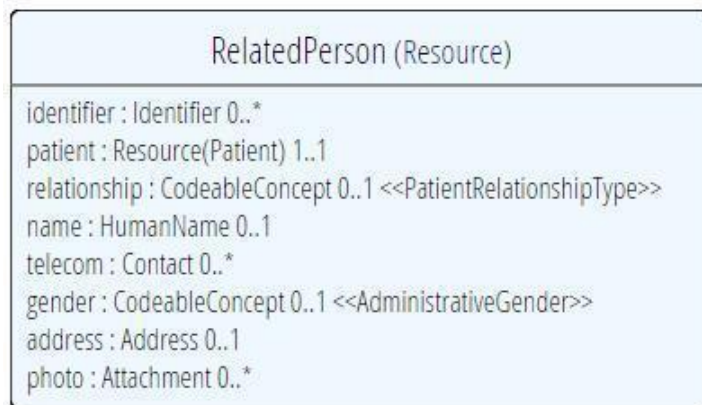 RelatedPerson (Resource)
identifier : Identifier 0..*
patient : Resource(Patient) 1..1
relationship : CodeableConcept 0..1 <<PatientRelationshipType>>
name : HumanName 0..1
telecom : Contact 0..*
gender : CodeableConcept 0..1 <<AdministrativeGender>>
address : Address 0..1
photo : Attachment 0..*